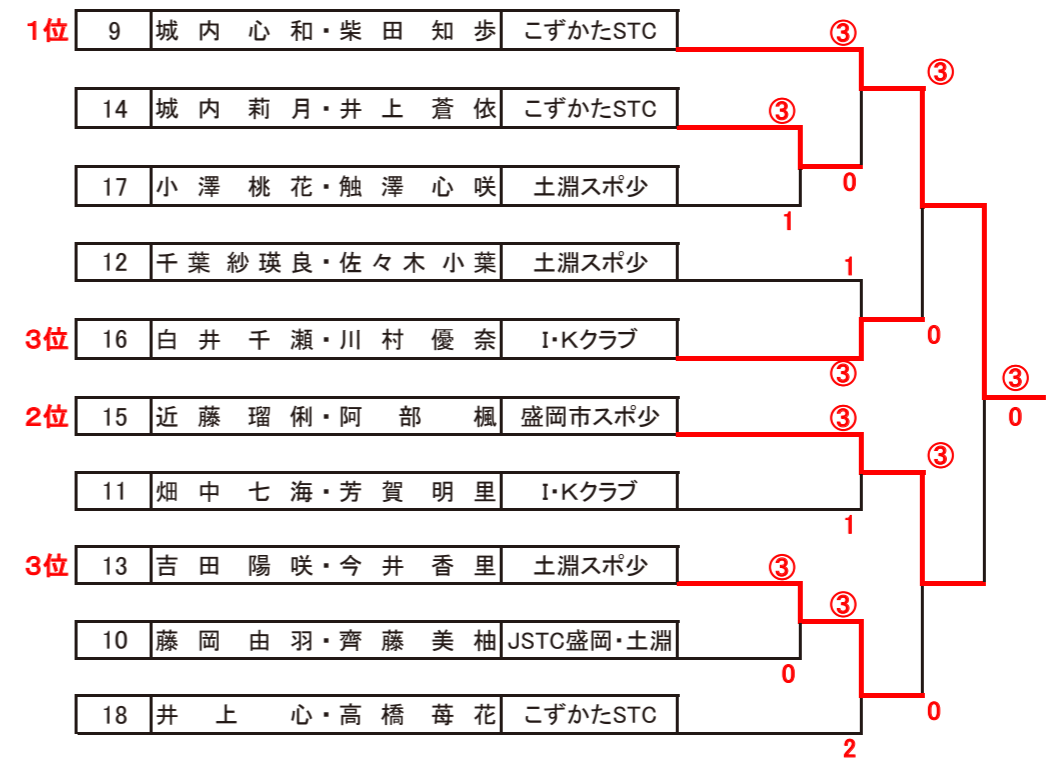 1位 9 城内心和・柴田知歩 こずかたSTC ③
③
14 城内莉月・井上蒼依 こずかたSTC ③
0
17 小澤桃花・触澤心咲 土淵スポ少
1
12 千葉紗瑛良・佐々木小葉 土淵スポ少 1
3位 16 白井千瀬・川村優奈 I・Kクラブ 0
③
③
0
2位 15 近藤瑠俐・阿部楓 盛岡市スポ少 ③
③
11 畑中七海・芳賀明里 I・Kクラブ
1
3位 13 吉田陽咲・今井香里 土淵スポ少 ③
③
10 藤岡由羽・齊藤美柚 JSTC盛岡・土淵
0
18 井上心・高橋苺花 こずかたSTC 0
2